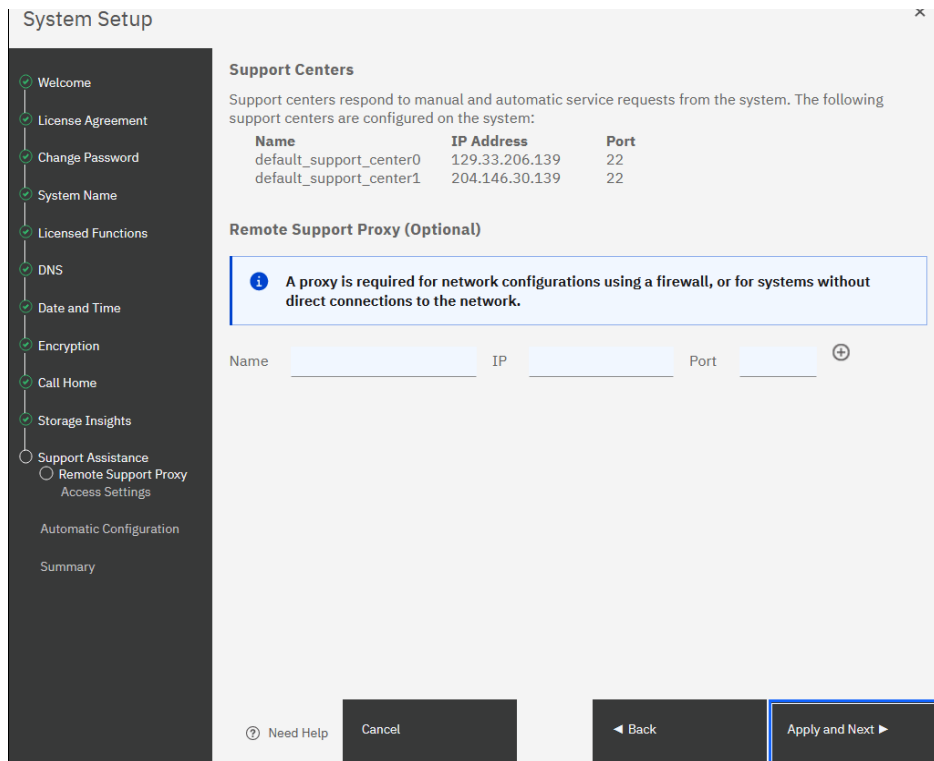 System Setup
Welcome
License Agreement
Change Password
System Name
Licensed Functions
DNS
Date and Time
Encryption
Call Home
Storage Insights
Support Assistance
Remote Support Proxy
Access Settings
Automatic Configuration
Summary
Support Centers
Support centers respond to manual and automatic service requests from the system. The following
support centers are configured on the system:
Name IP Address Port
default_support_center0 129.33.206.139 22
default_support_center1 204.146.30.139 22
Remote Support Proxy (Optional)
A proxy is required for network configurations using a firewall, or for systems without
direct connections to the network.
Name IP Port
Need Help Cancel ◄ Back Apply and Next ►